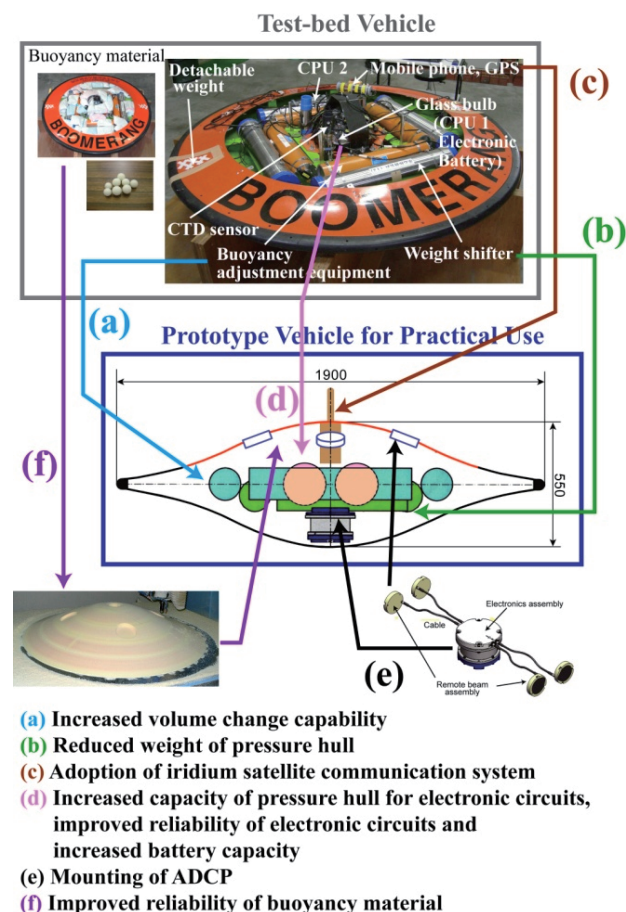 Test-bed Vehicle
Buoyancy material
BOOMERANG
Detachable
weight
CPU 2
Mobile phone, GPS
Glass bulb
(CPU 1
Electronic
Battery)
BOOMERANG
CTD sensor
Buoyancy
adjustment equipment
Weight shifter
(c)
(b)
(a)
Prototype Vehicle for Practical Use
1900
(d)
550
(f)
Electronics assembly
Cable
Remote beam
assembly
(e)
(a) Increased volume change capability
(b) Reduced weight of pressure hull
(c) Adoption of iridium satellite communication system
(d) Increased capacity of pressure hull for electronic circuits,
improved reliability of electronic circuits and
increased battery capacity
(e) Mounting of ADCP
(f) Improved reliability of buoyancy material